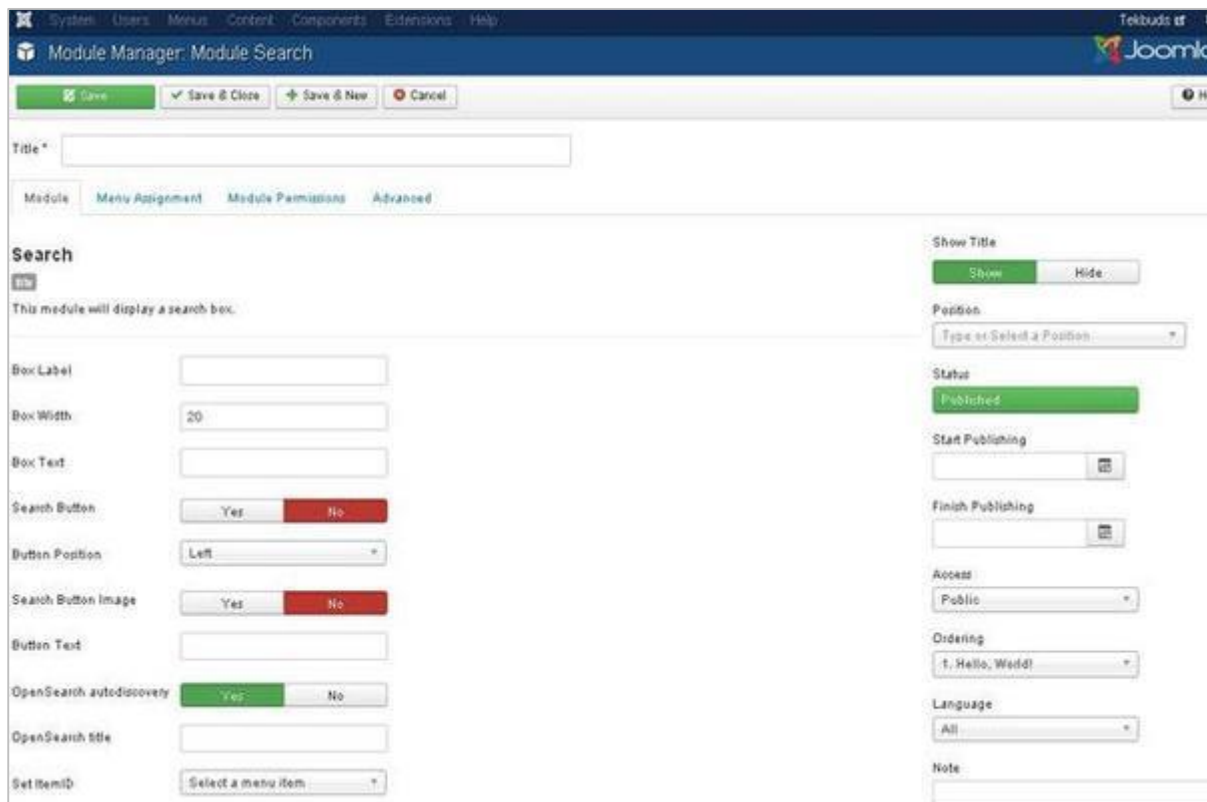 System Users Menus Content Components Extensions Help Tekbuds
Module Manager: Module Search
Save
Save & Close
Save & New
Cancel
Title *
Module
Menu Assignment
Module Permissions
Advanced
Search
Site
This module will display a search box.
Box Label
Box Width
20
Box Text
Search Button
Yes
No
Button Position
Left
Search Button Image
Yes
No
Button Text
OpenSearch autodiscovery
Yes
No
OpenSearch title
Set ItemID
Select a menu item
Show Title
Show
Hide
Position
Type or Select a Position
Status
Published
Start Publishing
Finish Publishing
Access
Public
Ordering
1. Hello, World!
Language
All
Note